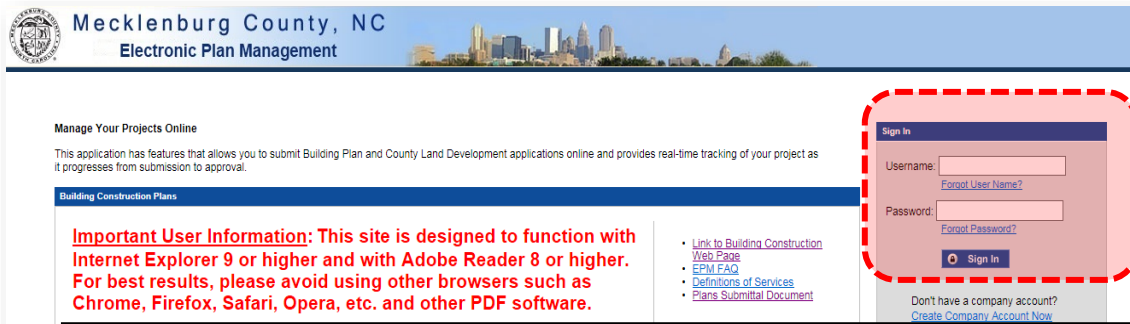 Mecklenburg County, NC
Electronic Plan Management
Manage Your Projects Online
This application has features that allows you to submit Building Plan and County Land Development applications online and provides real-time tracking of your project as
it progresses from submission to approval.
Building Construction Plans
Important User Information: This site is designed to function with
Internet Explorer 9 or higher and with Adobe Reader 8 or higher.
For best results, please avoid using other browsers such as
Chrome, Firefox, Safari, Opera, etc. and other PDF software.
• Link to Building Construction
Web Page
• EPM FAQ
• Definitions of Services
• Plans Submittal Document
Sign In
Username:
Forgot User Name?
Password:
Forgot Password?
Sign In
Don't have a company account?
Create Company Account Now